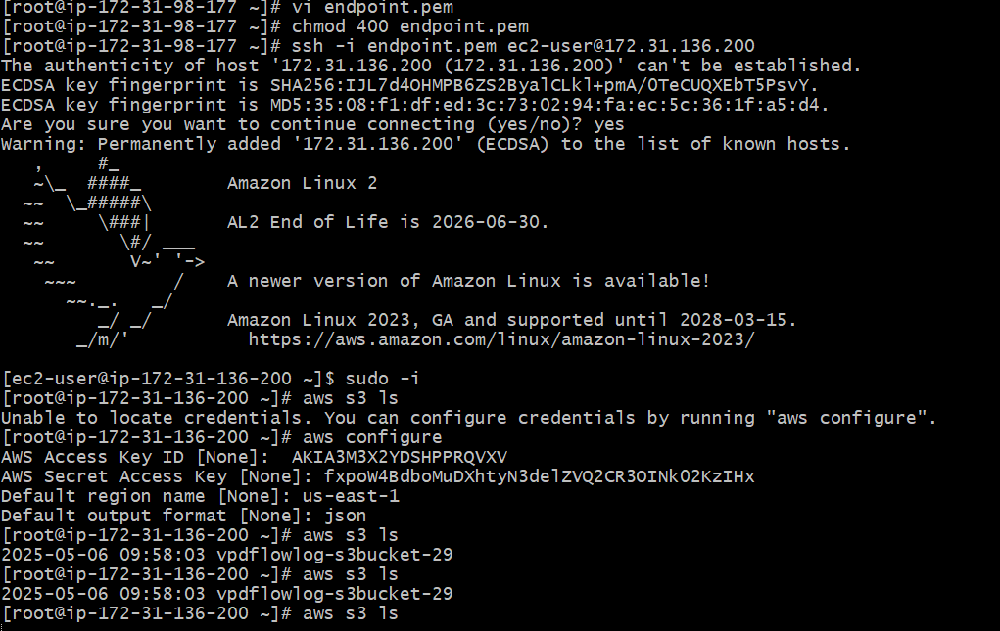 [root@ip-172-31-98-177 ~]# vi endpoint.pem
[root@ip-172-31-98-177 ~]# chmod 400 endpoint.pem
[root@ip-172-31-98-177 ~]# ssh -i endpoint.pem ec2-user@172.31.136.200
The authenticity of host '172.31.136.200 (172.31.136.200)' can't be established.
ECDSA key fingerprint is SHA256:IJL7d4OHMPB6ZS2ByalCLkl+pmA/0TeCUQXEbT5PsvY.
ECDSA key fingerprint is MD5:35:08:f1:df:ed:3c:73:02:94:fa:ec:5c:36:1f:a5:d4.
Are you sure you want to continue connecting (yes/no)? yes
Warning: Permanently added '172.31.136.200' (ECDSA) to the list of known hosts.
   ,     #_
   ~\_  ####_        Amazon Linux 2
  ~~  \_#####\
  ~~     \###|       AL2 End of Life is 2026-06-30.
  ~~       \#/ ___
   ~~       V~' '->
    ~~~         /    A newer version of Amazon Linux is available!
      ~~._.   _/
         _/ _/       Amazon Linux 2023, GA and supported until 2028-03-15.
       _/m/'           https://aws.amazon.com/linux/amazon-linux-2023/
[ec2-user@ip-172-31-136-200 ~]$ sudo -i
[root@ip-172-31-136-200 ~]# aws s3 ls
Unable to locate credentials. You can configure credentials by running "aws configure".
[root@ip-172-31-136-200 ~]# aws configure
AWS Access Key ID [None]:  AKIA3M3X2YDSHPPRQVXV
AWS Secret Access Key [None]: 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
Default region name [None]: us-east-1
Default output format [None]: json
[root@ip-172-31-136-200 ~]# aws s3 ls
2025-05-06 09:58:03 vpdflowlog-s3bucket-29
[root@ip-172-31-136-200 ~]# aws s3 ls
2025-05-06 09:58:03 vpdflowlog-s3bucket-29
[root@ip-172-31-136-200 ~]# aws s3 ls